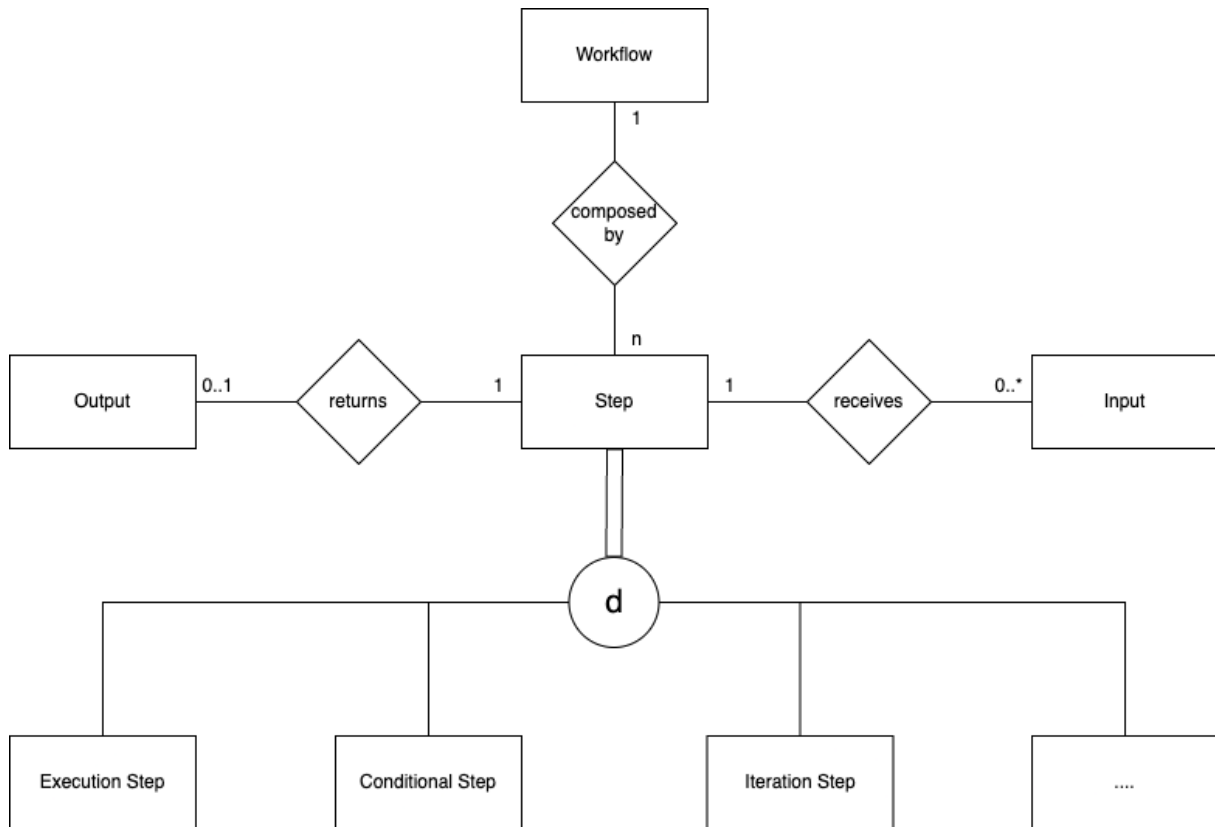 Workflow
1
composed
by
n
Output
0..1
returns
1
Step
1
receives
0..*
Input
d
Execution Step
Conditional Step
Iteration Step
....